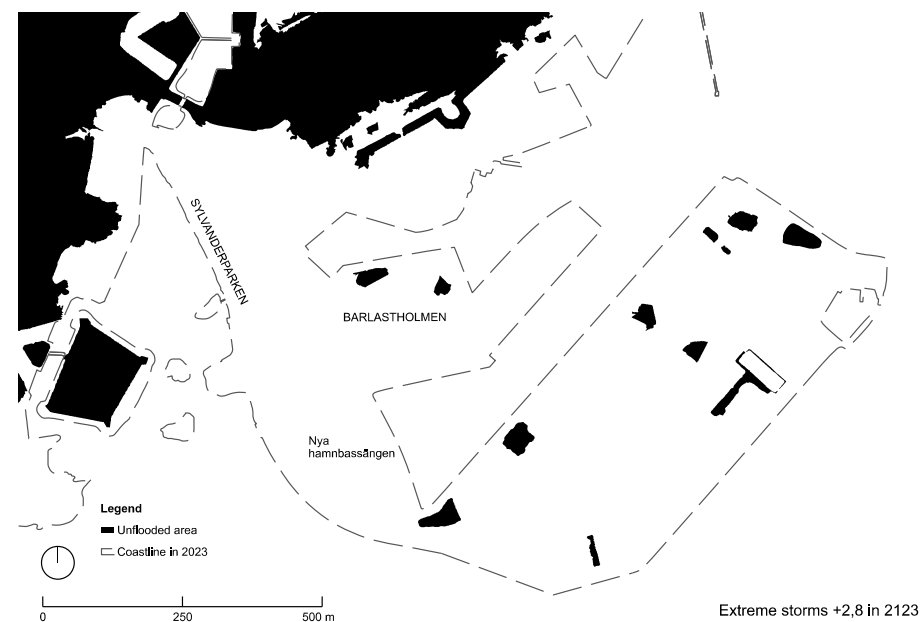 SYLVANDERPARKEN
BARLASTHOLMEN
Nya
hamnbassängen
Legend
Unflooded area
Coastline in 2023
0 250 500 m
Extreme storms +2,8 in 2123